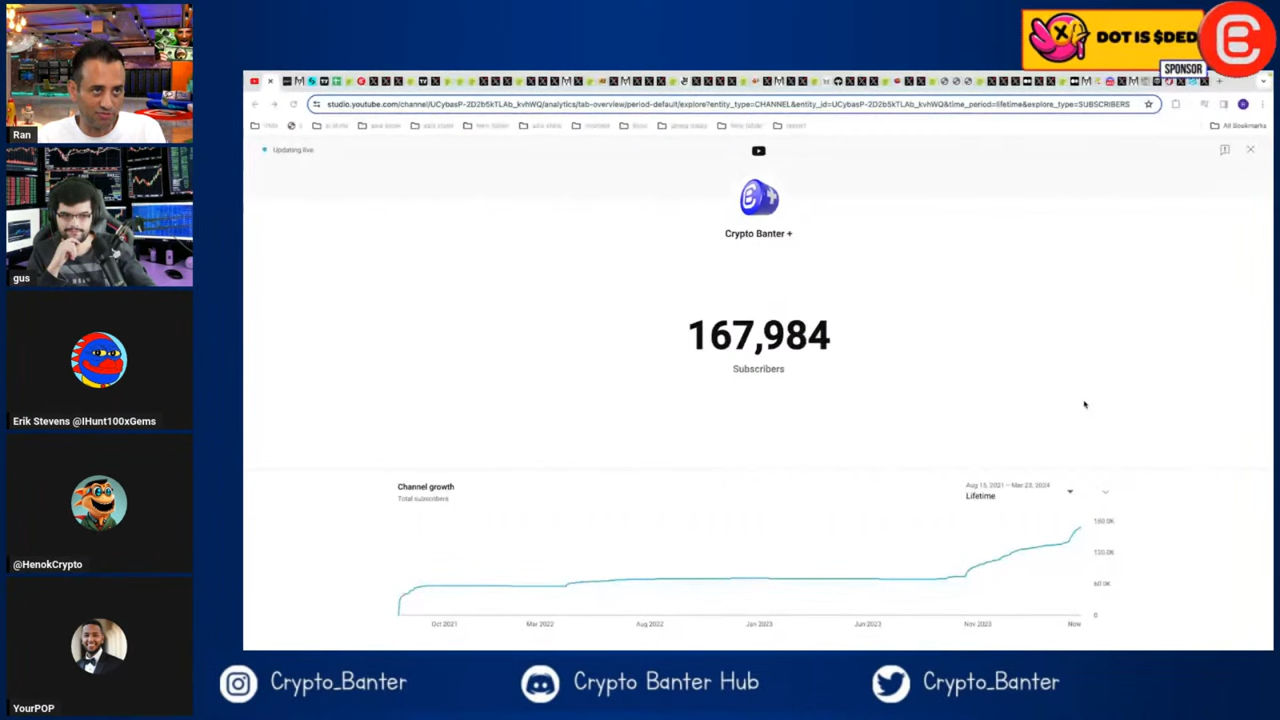 DOT IS $DED
SPONSOR
Ran
gus
Erik Stevens @IHunt100xGems
@HenokCrypto
YourPOP
studio.youtube.com/channel/UCybasP-2D2b5kTLAb_kvhWQ/analytics/tab-overview/period-default/explore?entity_type=CHANNEL&entity_id=UCybasP-2D2b5kTLAb_kvhWQ&time_period=lifetime&explore_type=SUBSCRIBERS
All Bookmarks
Updating live
Crypto Banter +
167,984
Subscribers
Channel growth
Total subscribers
Aug 15, 2021 – Mar 23, 2024
Lifetime
180.0K
120.0K
60.0K
0
Oct 2021
Mar 2022
Aug 2022
Jan 2023
Jun 2023
Nov 2023
Now
Crypto_Banter
Crypto Banter Hub
Crypto_Banter